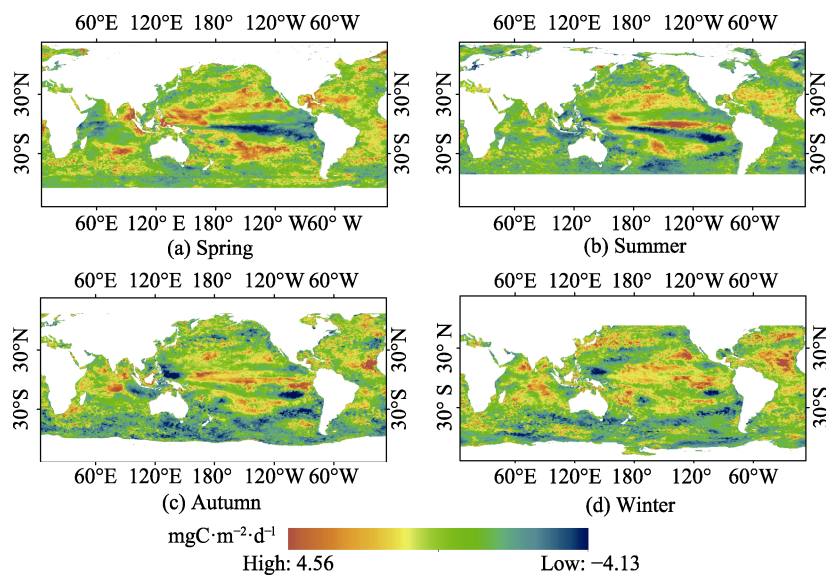 60°E 120°E 180° 120°W 60°W 60°E 120°E 180° 120°W 60°W
30°N 30°S 30°N 30°S 30°N 30°S 30°N 30°S
60°E 120° E 180° 120°W 60° W 60°E 120°E 180° 120°W 60°W
(a) Spring (b) Summer
60°E 120°E 180° 120°W 60°W 60°E 120°E 180° 120°W 60°W
30°N 30°S 30°N 30°S 30° N 30°S 30° N 30°S
60°E 120°E 180° 120°W 60°W 60°E 120°E 180° 120°W 60°W
(c) Autumn (d) Winter
mgC·m⁻²·d⁻¹
High: 4.56 Low: −4.13